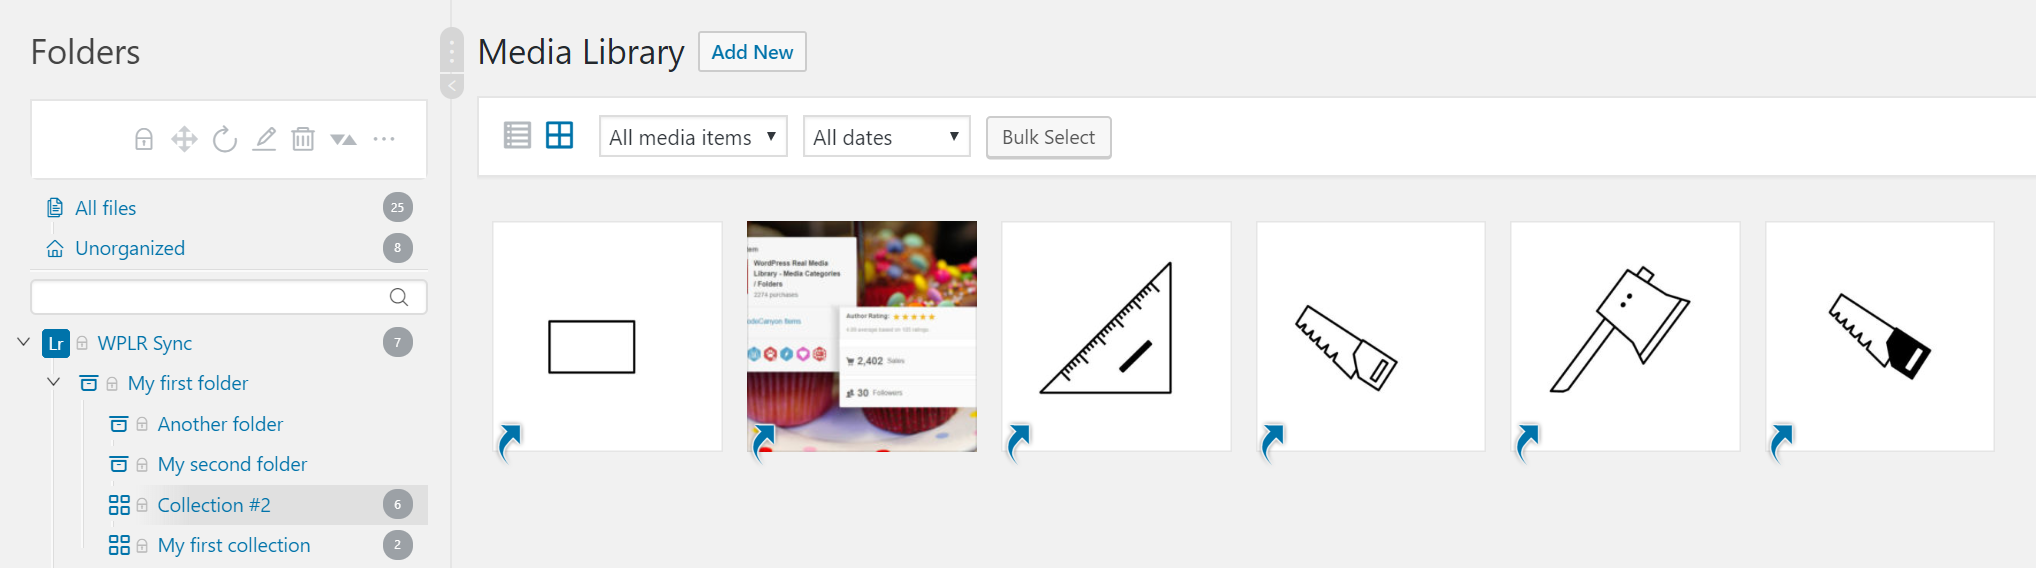 Folders
All files
25
Unorganized
8
Lr WPLR Sync
7
My first folder
Another folder
My second folder
Collection #2
6
My first collection
2
Media Library
Add New
All media items
All dates
Bulk Select
WordPress Real Media
Library - Media Categories
/ Folders
2274 purchases
Author Rating:
2,402 Sales
30 Followers